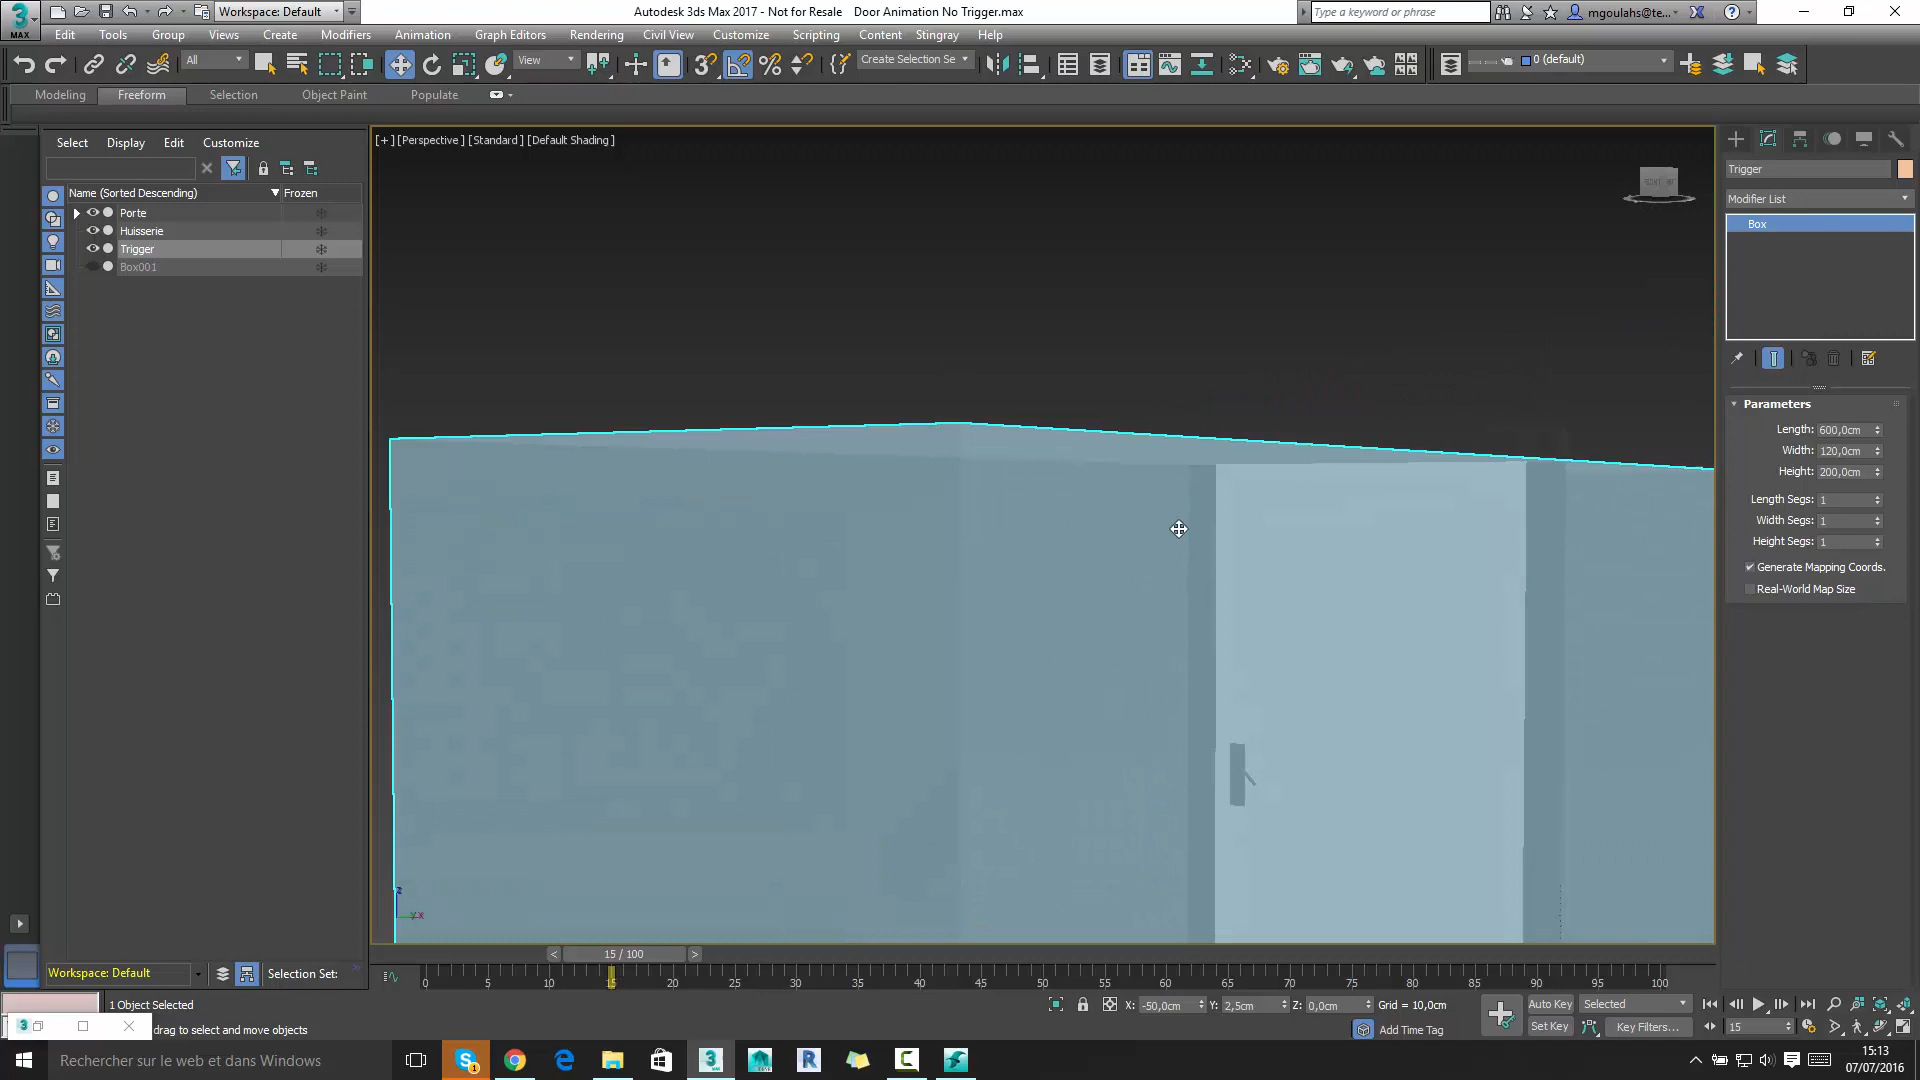 Workspace: Default
Autodesk 3ds Max 2017 - Not for Resale   Door Animation No Trigger.max
Type a keyword or phrase
mgoulahs@te...
MAX
Edit Tools Group Views Create Modifiers Animation Graph Editors Rendering Civil View Customize Scripting Content Stingray Help
All
View
Create Selection Se
0 (default)
Modeling Freeform Selection Object Paint Populate
Select Display Edit Customize
Name (Sorted Descending) Frozen
Porte
Huisserie
Trigger
Box001
[+] [Perspective] [Standard] [Default Shading]
Trigger
Modifier List
Box
Parameters
Length: 600,0cm
Width: 120,0cm
Height: 200,0cm
Length Segs: 1
Width Segs: 1
Height Segs: 1
Generate Mapping Coords.
Real-World Map Size
z
yx
< 15 / 100 >
Workspace: Default
Selection Set:
0 5 10 15 20 25 30 35 40 45 50 55 60 65 70 75 80 85 90 95 100
1 Object Selected
X: -50,0cm Y: 2,5cm Z: 0,0cm Grid = 10,0cm
Auto Key Selected
drag to select and move objects
Add Time Tag
Set Key Key Filters...
15
Rechercher sur le web et dans Windows
15:13
07/07/2016